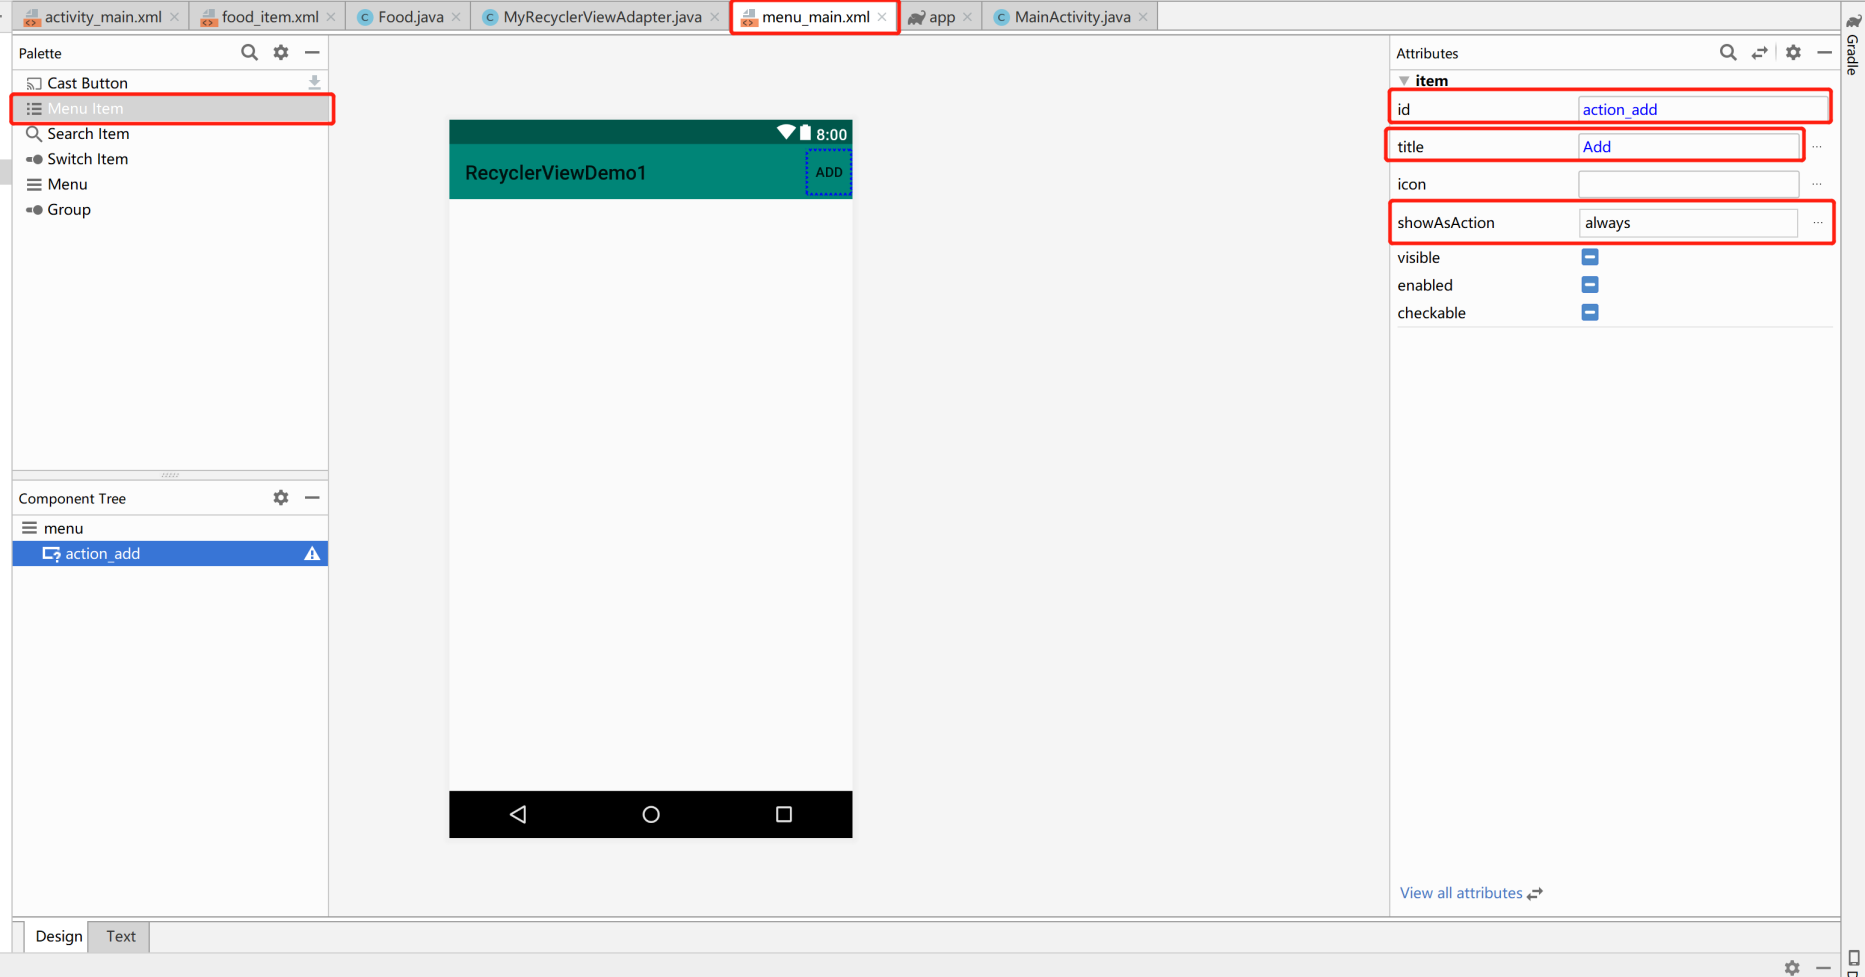 activity_main.xml
food_item.xml
Food.java
MyRecyclerViewAdapter.java
menu_main.xml
app
MainActivity.java
Gradle
Palette
Cast Button
Menu Item
Search Item
Switch Item
Menu
Group
Component Tree
menu
action_add
8:00
RecyclerViewDemo1
ADD
Attributes
item
id action_add
title Add ...
icon ...
showAsAction always ...
visible
enabled
checkable
View all attributes
Design
Text